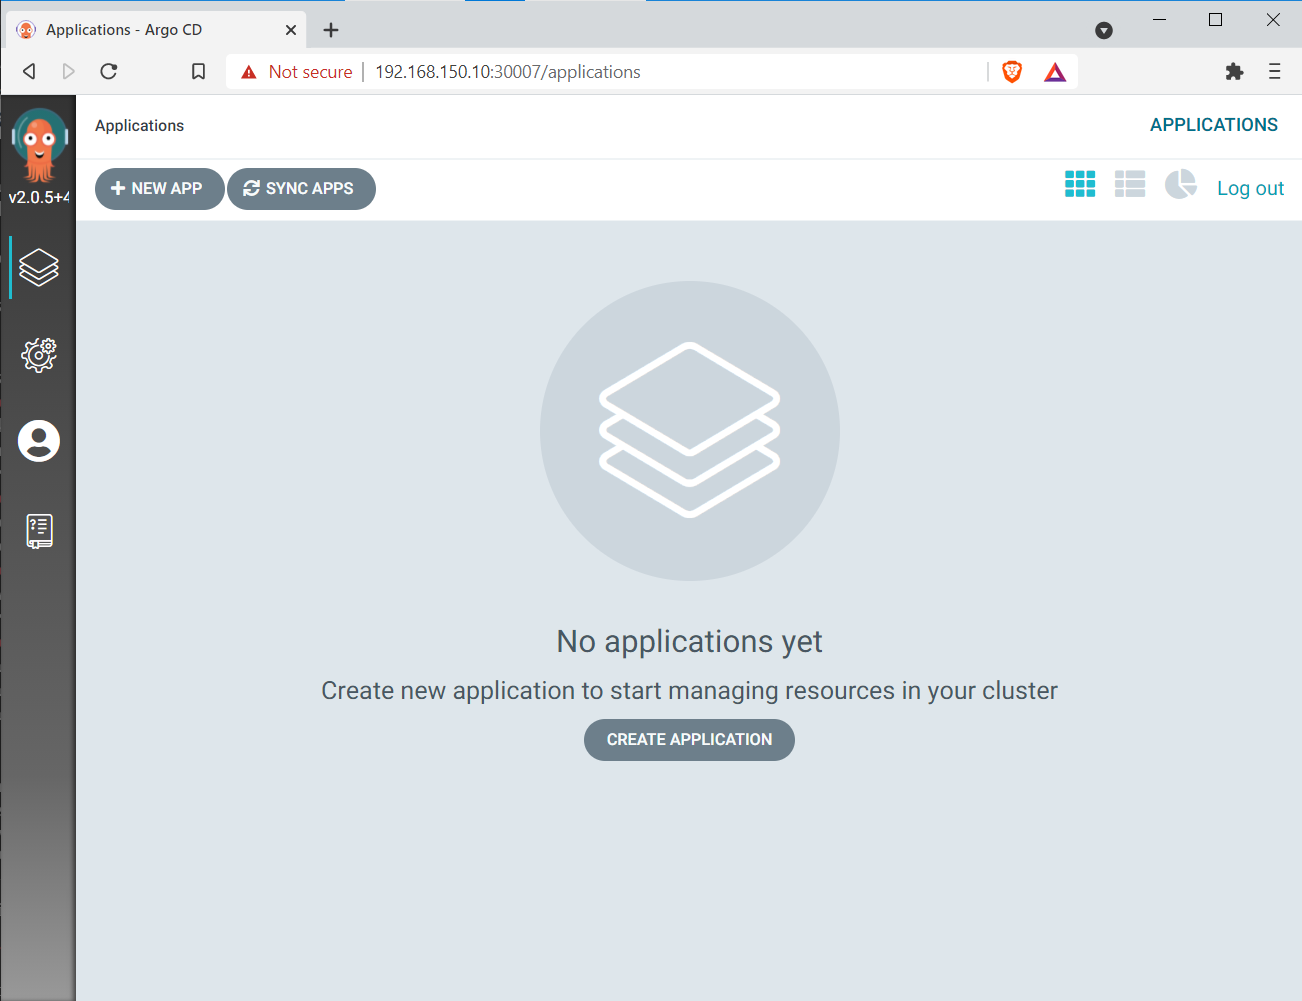 Applications - Argo CD
Not secure 192.168.150.10:30007/applications
v2.0.5+4
Applications
APPLICATIONS
NEW APP
SYNC APPS
Log out
No applications yet
Create new application to start managing resources in your cluster
CREATE APPLICATION